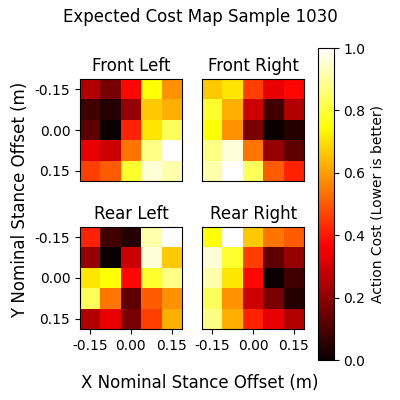 Expected Cost Map Sample 1030
Front Left
Front Right
-0.15
0.00
0.15
Y Nominal Stance Offset (m)
Rear Left
Rear Right
-0.15
0.00
0.15
-0.15
0.00
0.15
-0.15
0.00
0.15
X Nominal Stance Offset (m)
1.0
0.8
0.6
0.4
0.2
0.0
Action Cost (Lower is better)